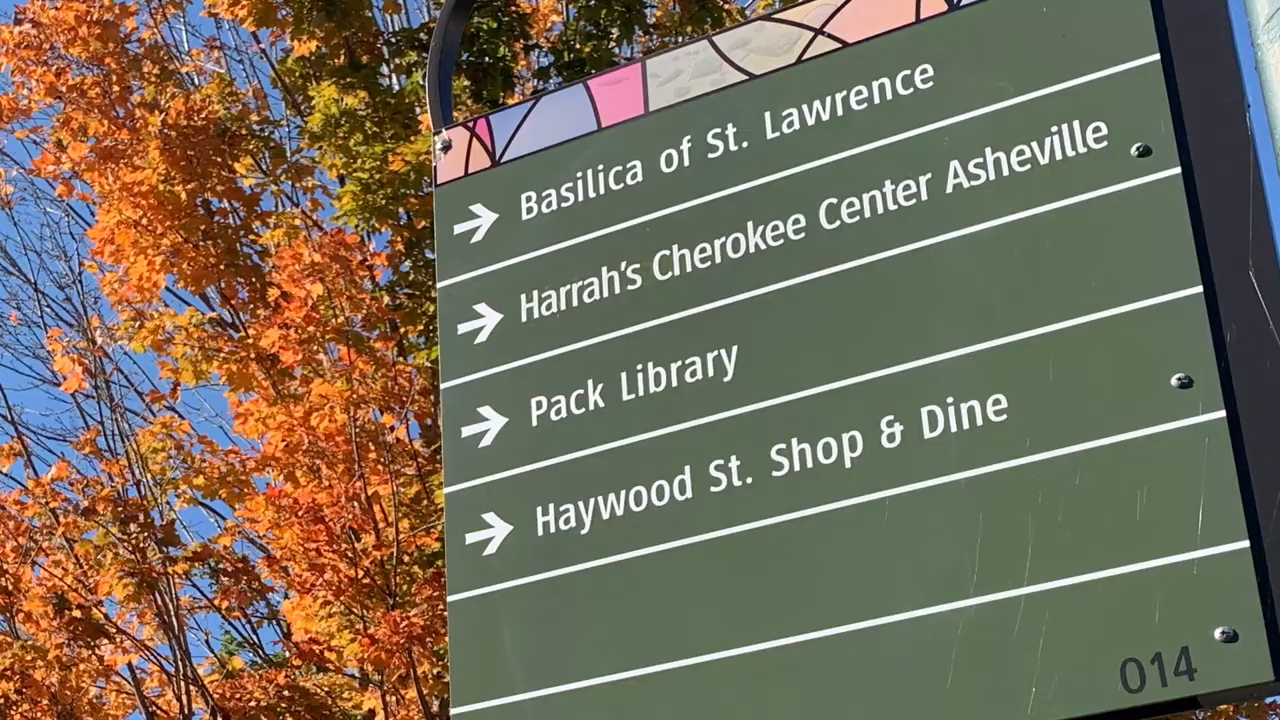 → Basilica of St. Lawrence
→ Harrah's Cherokee Center Asheville
→ Pack Library
→ Haywood St. Shop & Dine
014